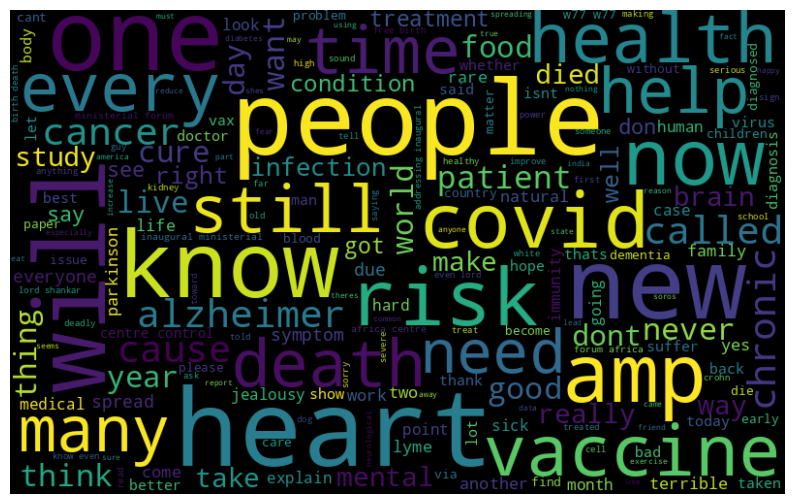 cant
must
using
free birth
fact
spreading
true
diabetes
may
w77 w77
making
one
time
treatment
health
body
want
look
problem
high
sound
food
whether
rare
without
serious
happy
birth death
every
reduce
shes
day
ministerial forum
condition
died
help
nothing
sign
diagnosed
let
vax
guy
doctor
fear
tell
said
isnt
matter
power
someone
america
part
cancer
people
don
human
virus
children
study
anything
cure
see
right
best
kidney
infection
healthy
improve
india
first
patient
well
now
reason
school
diagnosis
will
paper
say
increase
live
far
saying
man
old
addressing inaugural
country
natural
brain
especially
life
inaugural ministerial
still
world
anyone
covid
case
state
called
everyone
issue
blood
got
white
thats
dementia
family
eat
parkinson
lord shankar
know
due
theres
make
even lord
hope
immunity
going
soros
new
chronic
toward
deadly
alzheimer
risk
hard
common
treat
become
lead
dont
never
thing
seems
centre control
told
symptom
africa centre
severe
forum africa
suffer
yes
cause
death
need
crohn
back
year
please
ask
report
sorry
away
thank
good
amp
die
medical
spread
jealousy
show
work
two
really
way
today
early
many
heart
dog
data
cell
treated
came
friend
sick
know even
sure
care
neurological
point
lyme
lot
vaccine
bad
exercise
think
read
come
better
take
explain
mental
via
another
find
month
use
terrible
taken